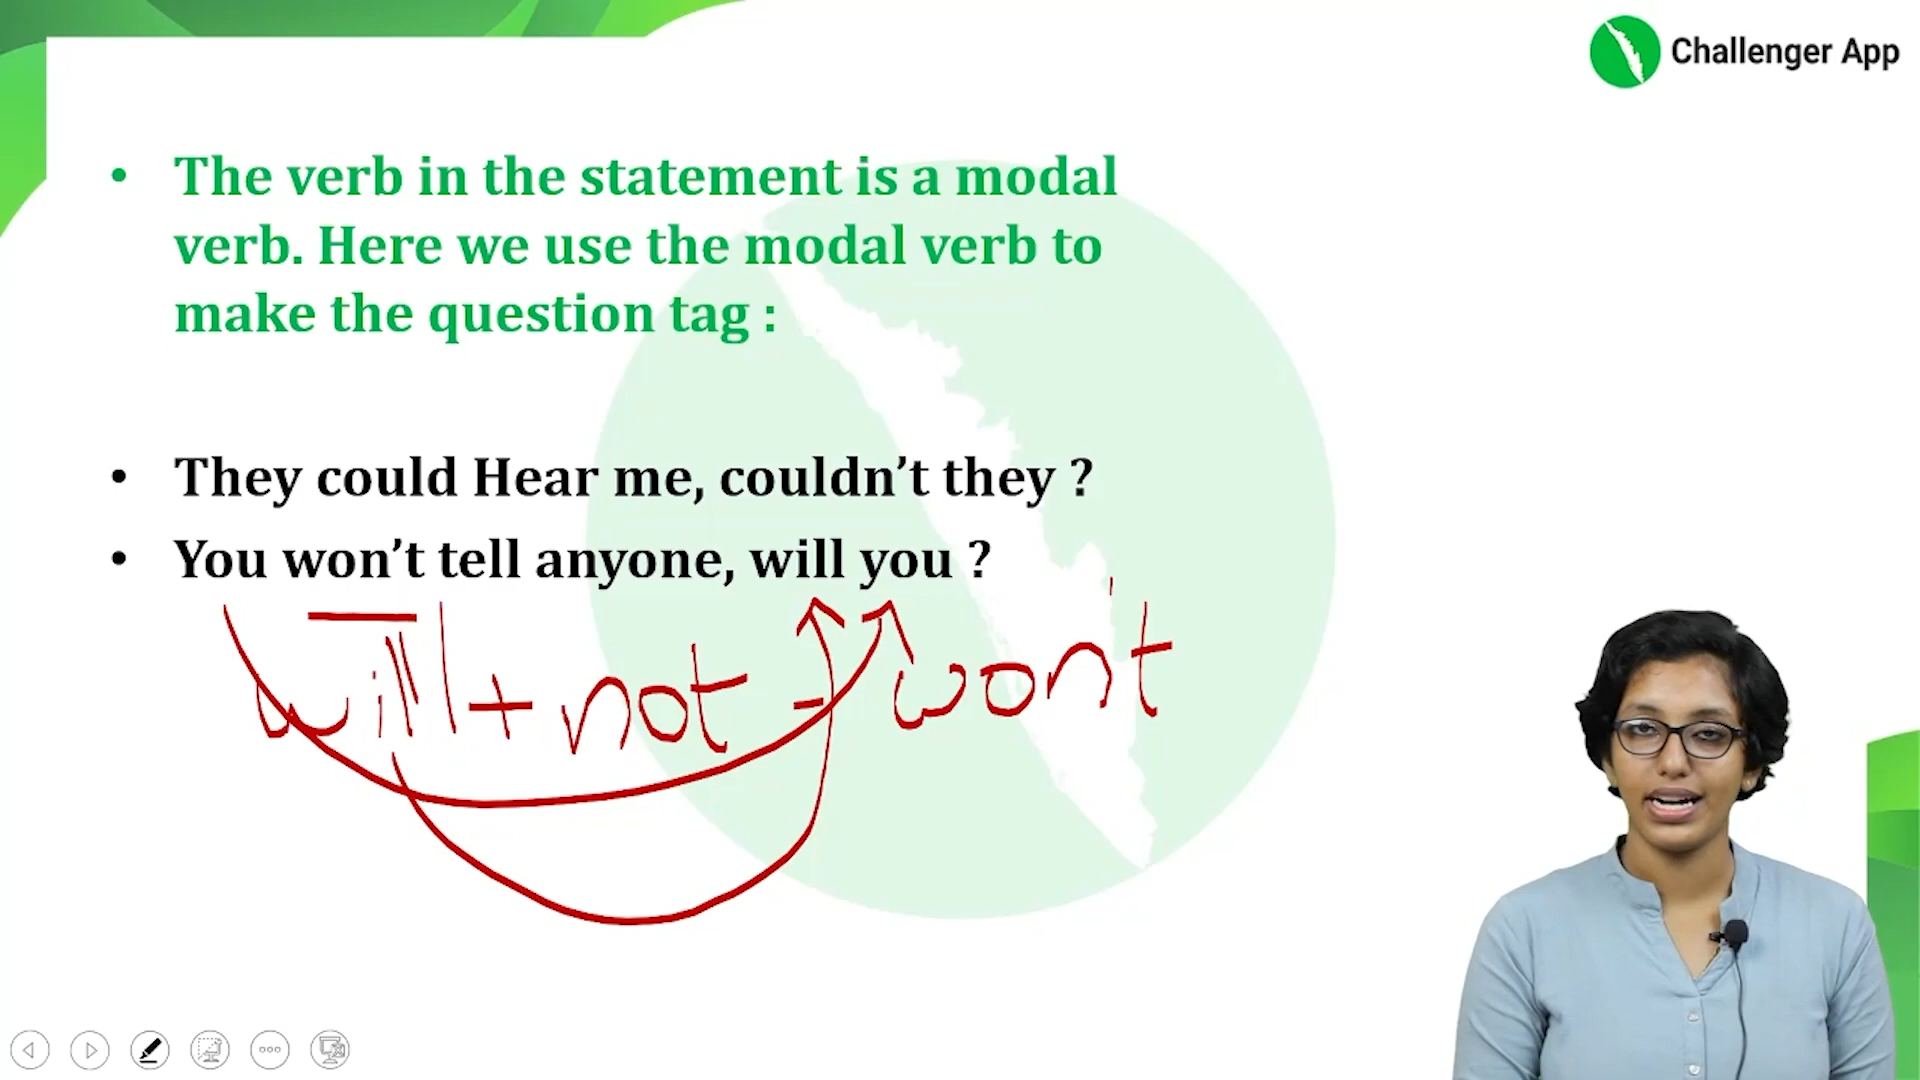 Challenger App
• The verb in the statement is a modal
verb. Here we use the modal verb to
make the question tag :
• They could Hear me, couldn’t they ?
• You won’t tell anyone, will you ?
will + not - won't